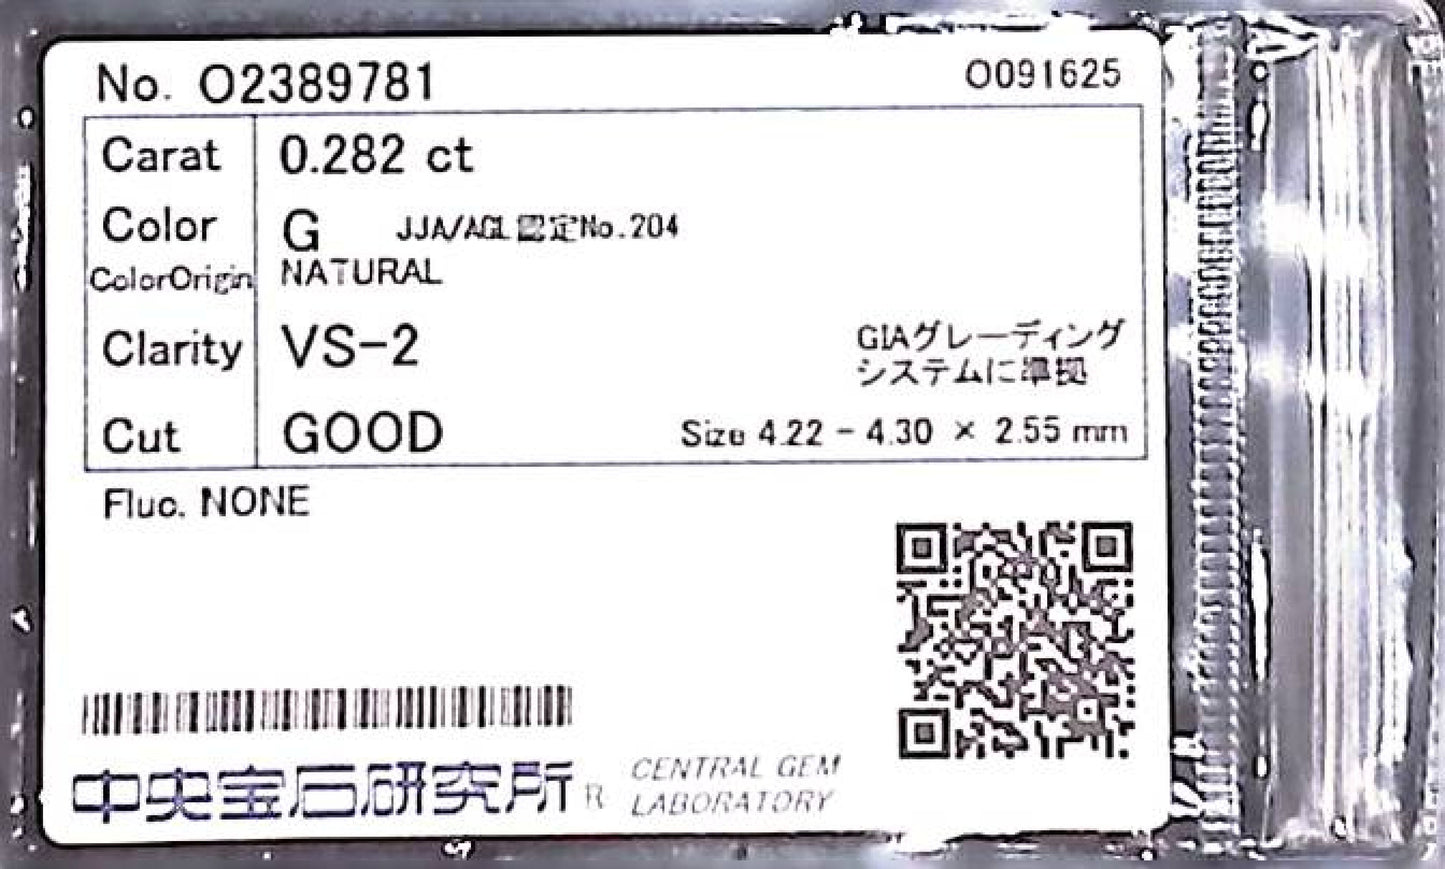 No. O2389781
O091625
Carat 0.282 ct
Color G JJA/AGL認定No.204
ColorOrigin NATURAL
Clarity VS-2
GIAグレーディング
システムに準拠
Cut GOOD Size 4.22 - 4.30 × 2.55 mm
Fluo. NONE
中央宝石研究所 R
CENTRAL GEM
LABORATORY